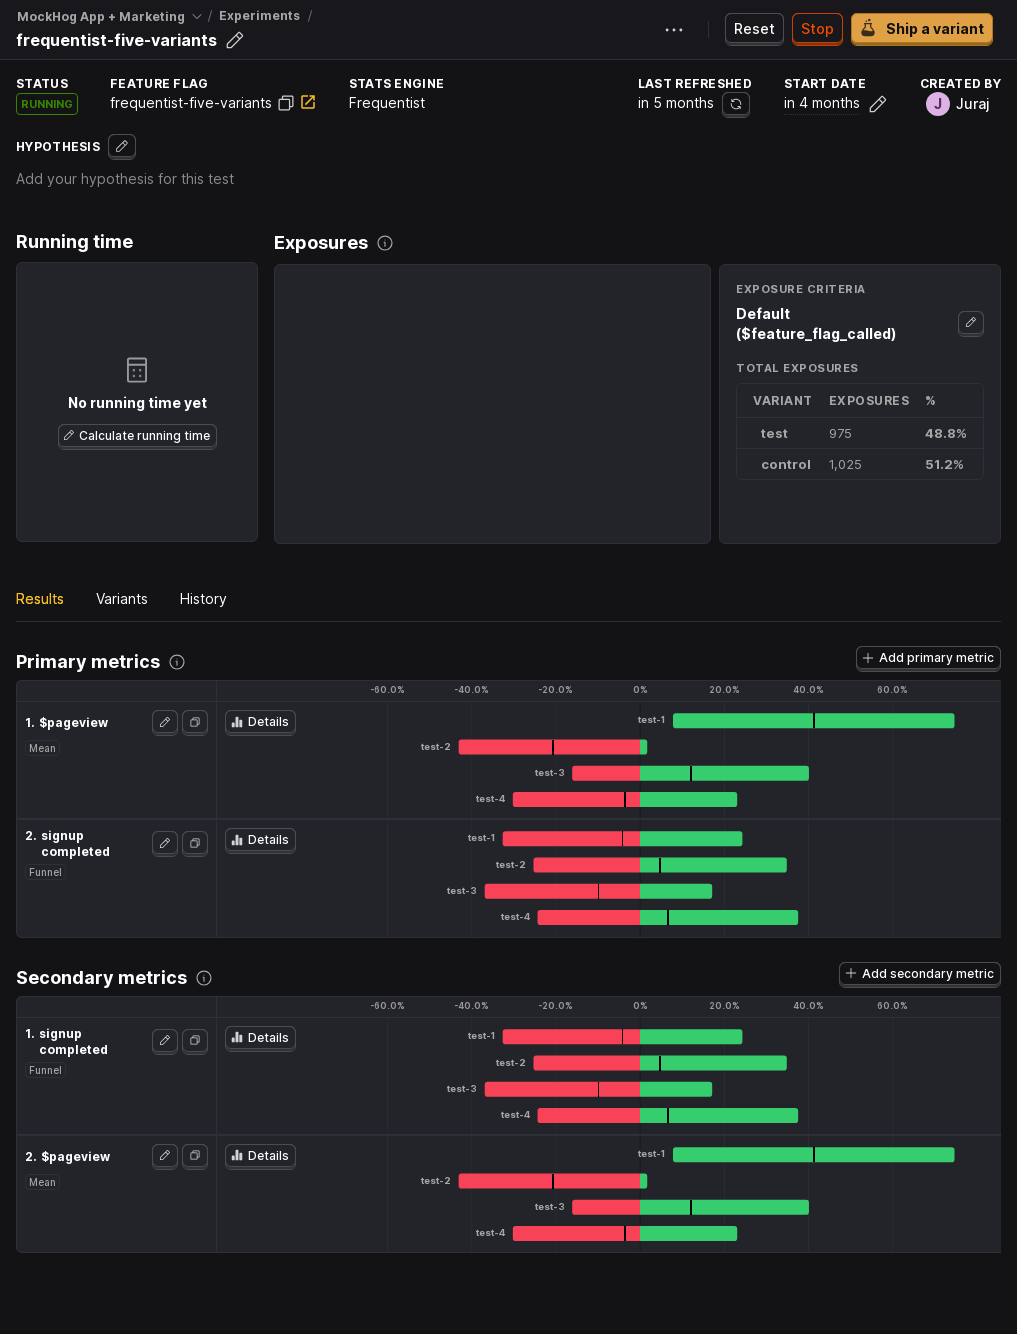 MockHog App + Marketing / Experiments /
frequentist-five-variants
Reset
Stop
Ship a variant
STATUS
RUNNING
FEATURE FLAG
frequentist-five-variants
STATS ENGINE
Frequentist
LAST REFRESHED
in 5 months
START DATE
in 4 months
CREATED BY
J Juraj
HYPOTHESIS
Add your hypothesis for this test
Running time
No running time yet
Calculate running time
Exposures
EXPOSURE CRITERIA
Default
($feature_flag_called)
TOTAL EXPOSURES
VARIANT EXPOSURES %
test 975 48.8%
control 1,025 51.2%
Results Variants History
Primary metrics
Add primary metric
-60.0% -40.0% -20.0% 0% 20.0% 40.0% 60.0%
1. $pageview
Mean
Details
test-1
test-2
test-3
test-4
2. signup
completed
Funnel
Details
test-1
test-2
test-3
test-4
Secondary metrics
Add secondary metric
-60.0% -40.0% -20.0% 0% 20.0% 40.0% 60.0%
1. signup
completed
Funnel
Details
test-1
test-2
test-3
test-4
2. $pageview
Mean
Details
test-1
test-2
test-3
test-4